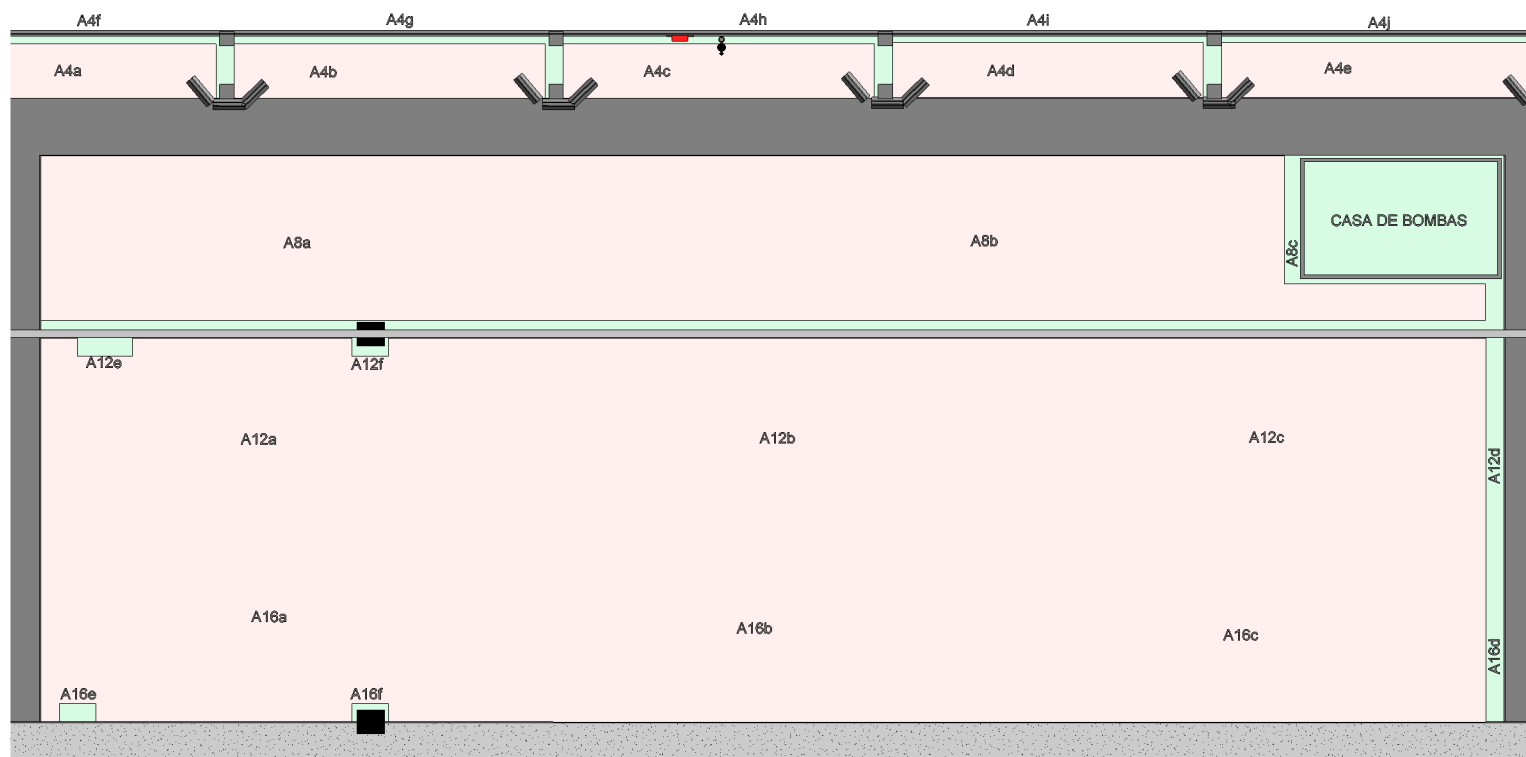 A4f
A4g
A4h
A4i
A4j
A4a
A4b
A4c
A4d
A4e
CASA DE BOMBAS
A8a
A8b
A8c
A12e
A12f
A12a
A12b
A12c
A12d
A16a
A16b
A16c
A16d
A16e
A16f